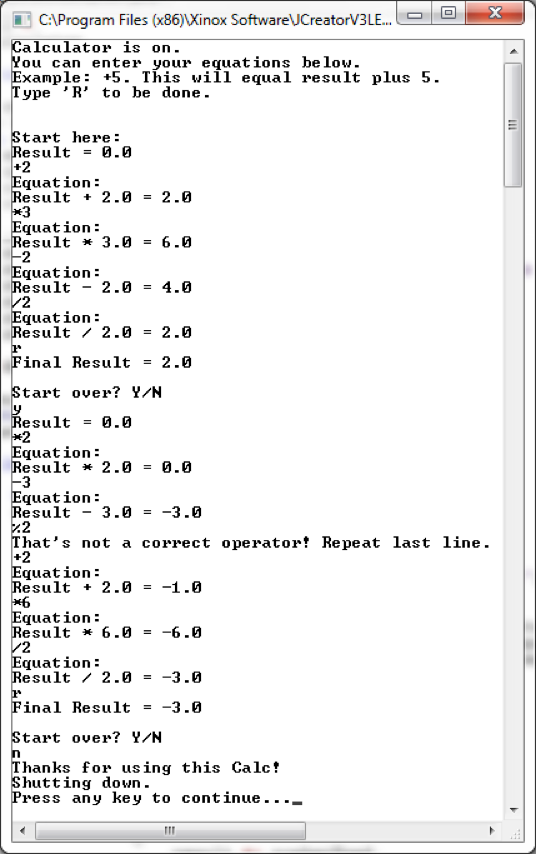 C:\Program Files (x86)\Xinox Software\JCreatorV3LE...
Calculator is on.
You can enter your equations below.
Example: +5. This will equal result plus 5.
Type 'R' to be done.
Start here:
Result = 0.0
+2
Equation:
Result + 2.0 = 2.0
*3
Equation:
Result * 3.0 = 6.0
-2
Equation:
Result - 2.0 = 4.0
/2
Equation:
Result / 2.0 = 2.0
r
Final Result = 2.0
Start over? Y/N
y
Result = 0.0
*2
Equation:
Result * 2.0 = 0.0
-3
Equation:
Result - 3.0 = -3.0
%2
That's not a correct operator! Repeat last line.
+2
Equation:
Result + 2.0 = -1.0
*6
Equation:
Result * 6.0 = -6.0
/2
Equation:
Result / 2.0 = -3.0
r
Final Result = -3.0
Start over? Y/N
n
Thanks for using this Calc!
Shutting down.
Press any key to continue..._